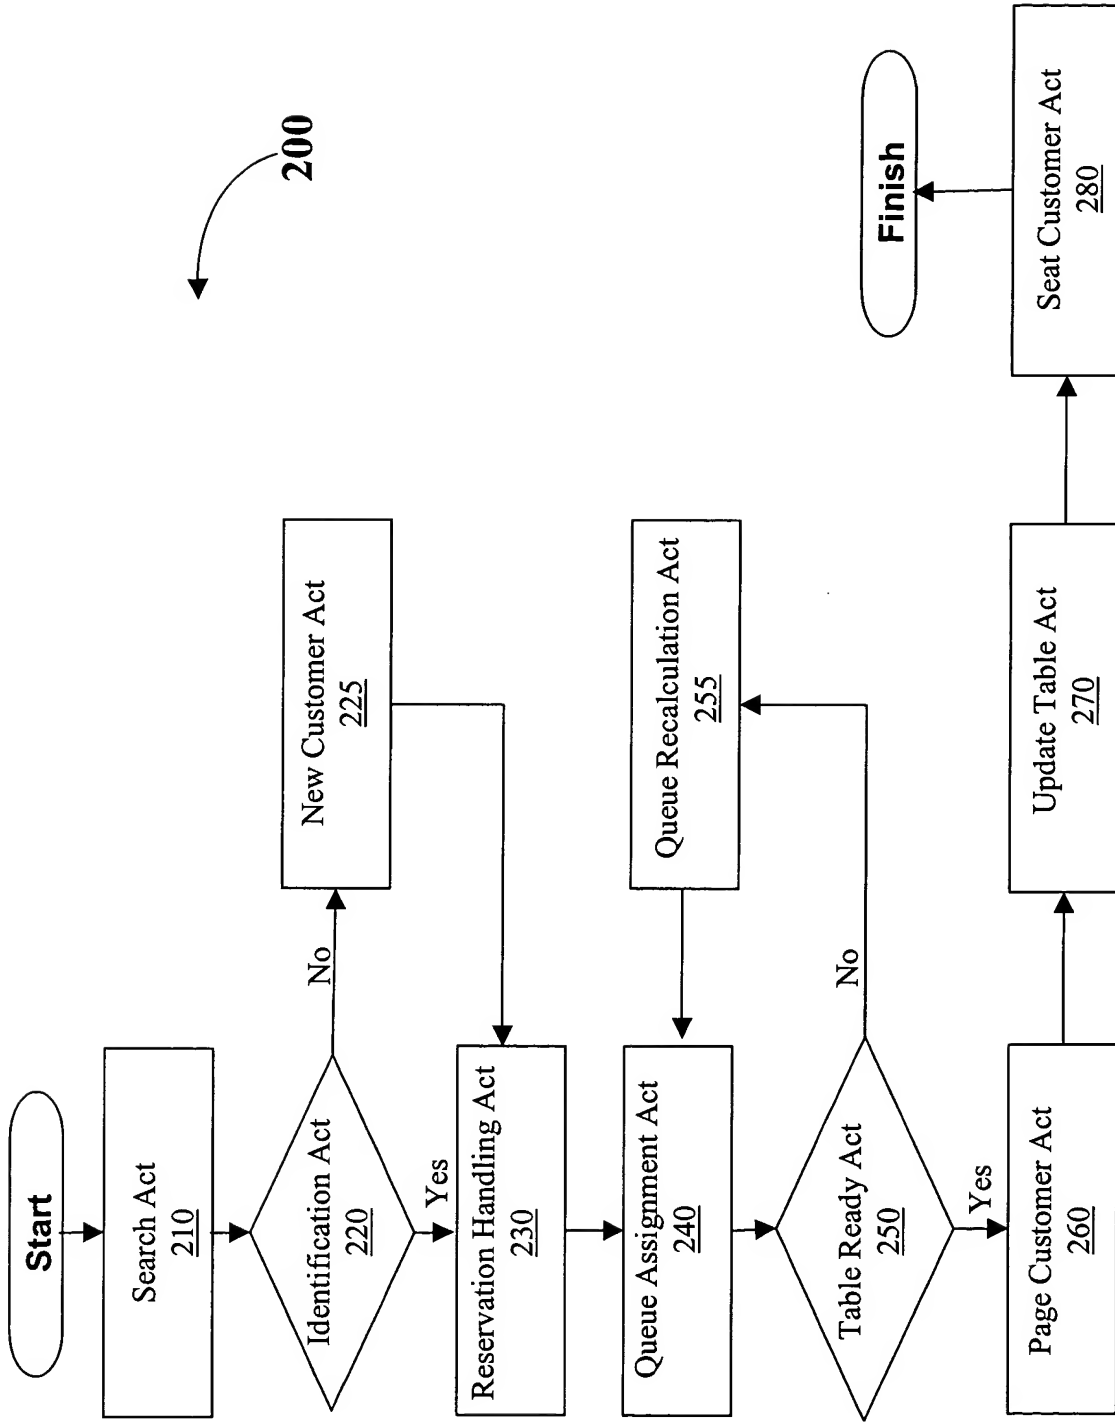 200
Start
Search Act
210
Identification Act
220
No
New Customer Act
225
Yes
Reservation Handling Act
230
Queue Assignment Act
240
Queue Recalculation Act
255
Table Ready Act
250
No
Yes
Page Customer Act
260
Update Table Act
270
Seat Customer Act
280
Finish